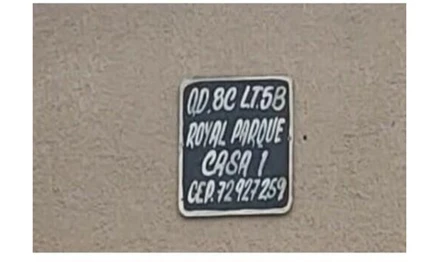 QD.8C LT.5B
ROYAL PARQUE
CASA 1
CEP.72927259